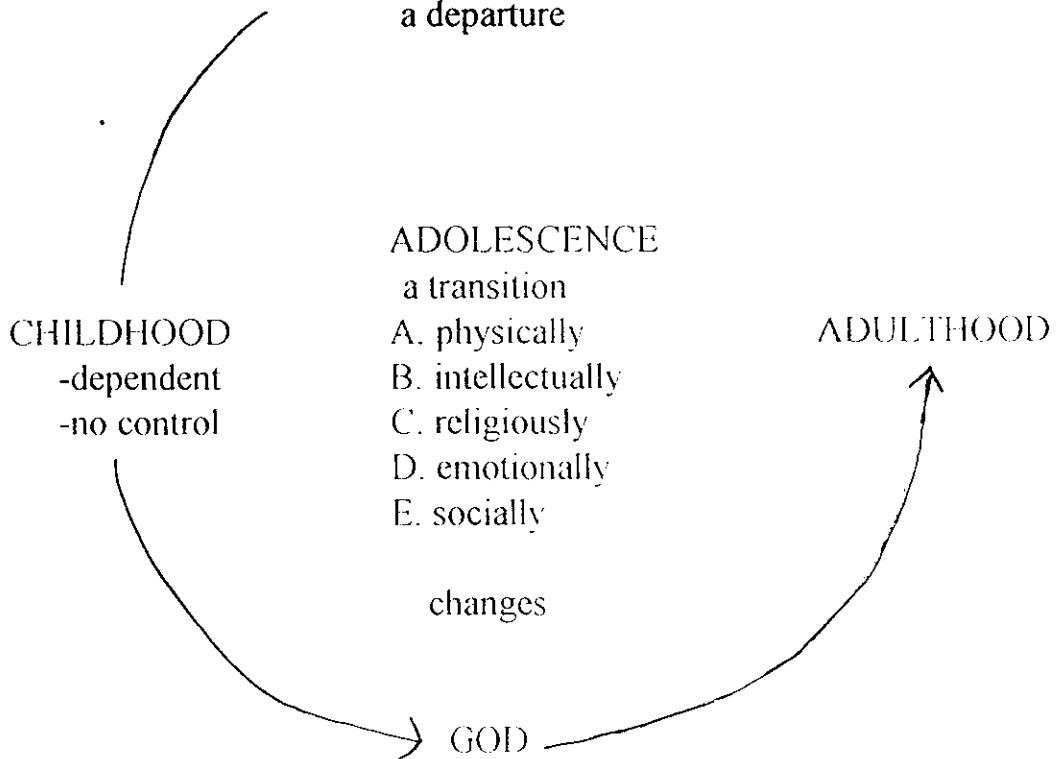 a departure
ADOLESCENCE
a transition
CHILDHOOD
-dependent
-no control
A. physically
B. intellectually
C. religiously
D. emotionally
E. socially
changes
ADULTHOOD
GOD